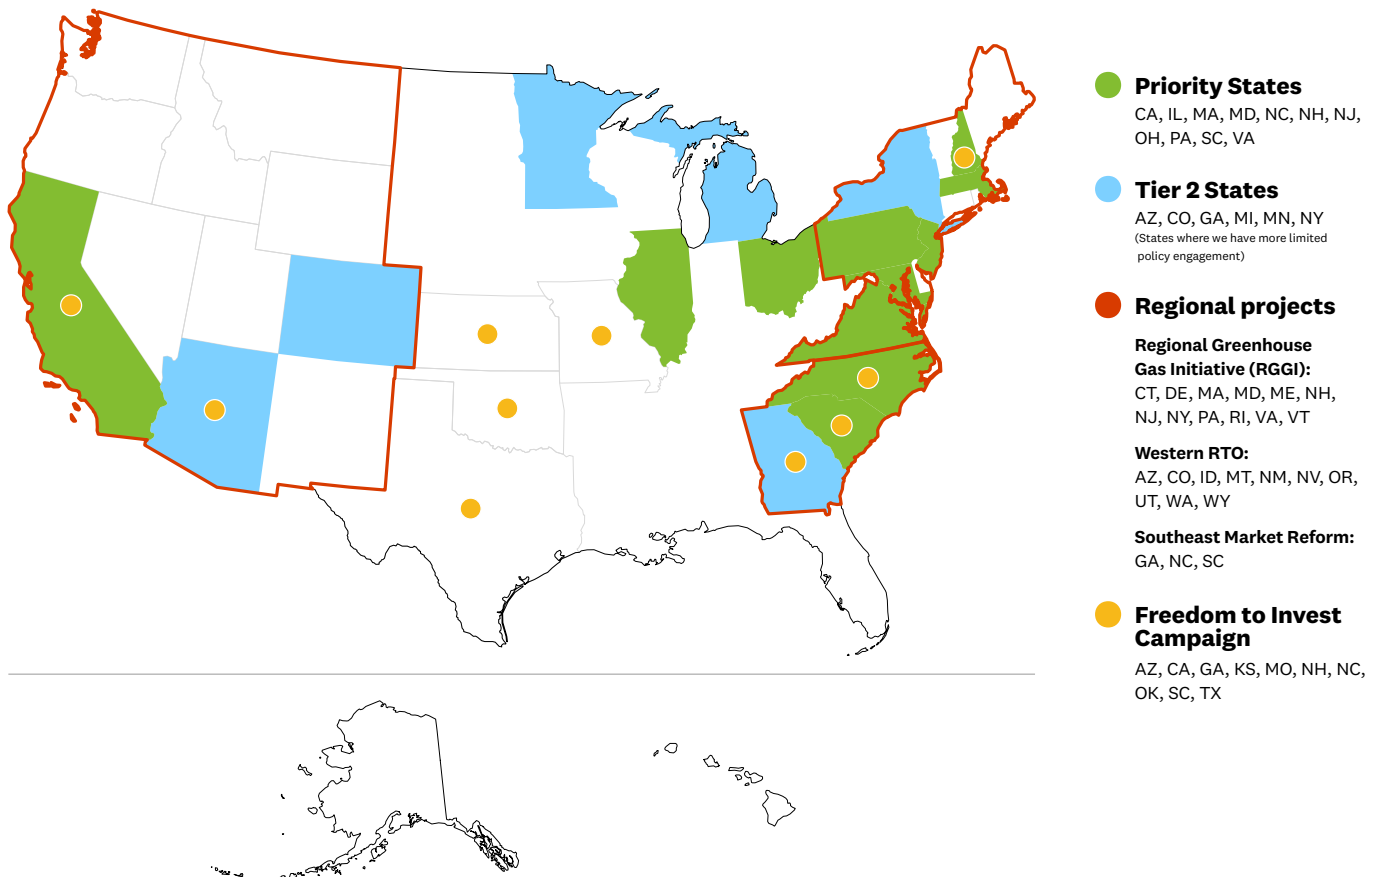 Priority States
CA, IL, MA, MD, NC, NH, NJ,
OH, PA, SC, VA
Tier 2 States
AZ, CO, GA, MI, MN, NY
(States where we have more limited
policy engagement)
Regional projects
Regional Greenhouse
Gas Initiative (RGGI):
CT, DE, MA, MD, ME, NH,
NJ, NY, PA, RI, VA, VT
Western RTO:
AZ, CO, ID, MT, NM, NV, OR,
UT, WA, WY
Southeast Market Reform:
GA, NC, SC
Freedom to Invest
Campaign
AZ, CA, GA, KS, MO, NH, NC,
OK, SC, TX